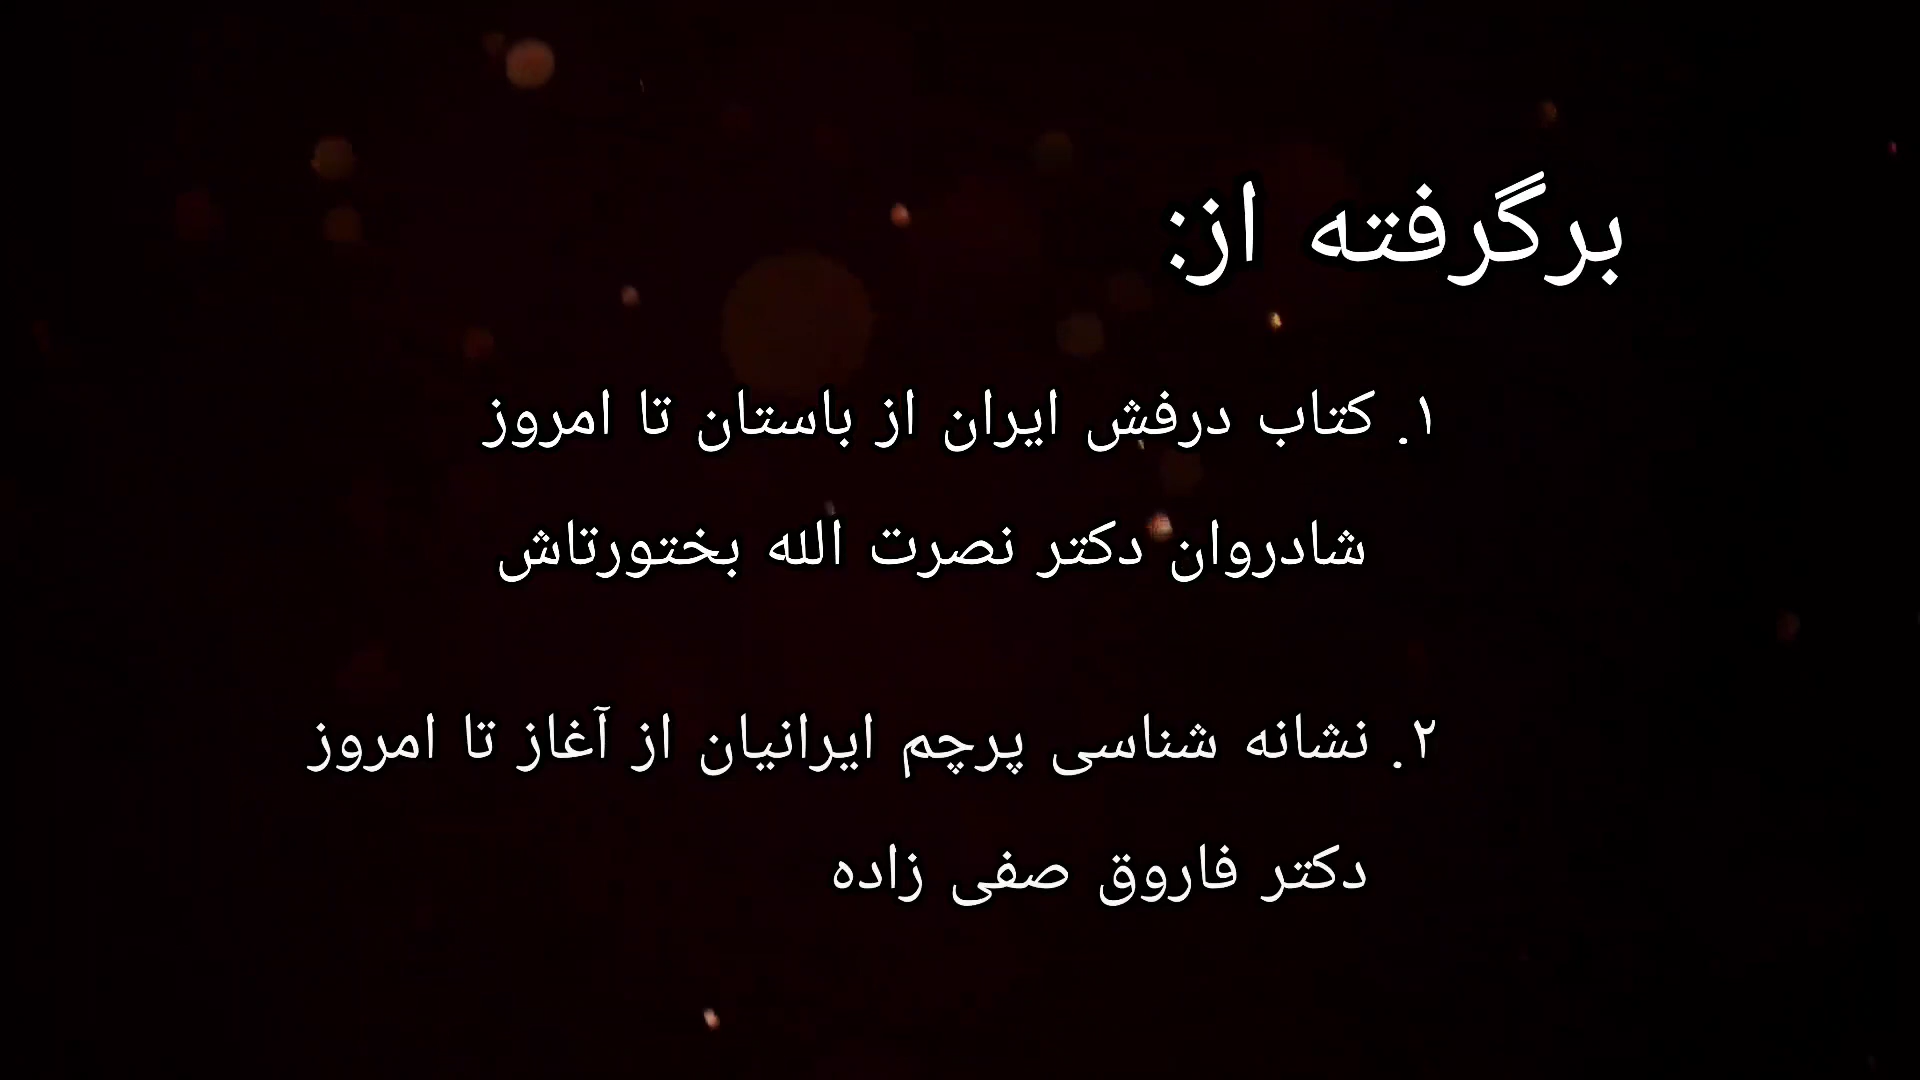 برگرفته از:
۱. کتاب درفش ایران از باستان تا امروز
شادروان دکتر نصرت الله بختورتاش
۲. نشانه شناسی پرچم ایرانیان از آغاز تا امروز
دکتر فاروق صفی زاده